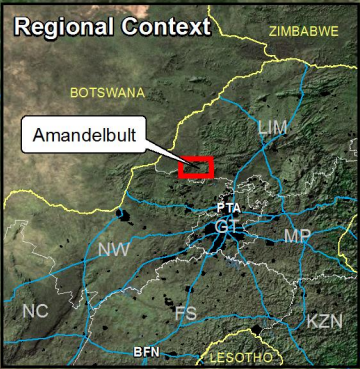 Regional Context
ZIMBABWE
BOTSWANA
Amandelbult
LIM
PTA
GT
NW
MP
NC
FS
KZN
BFN
LESOTHO